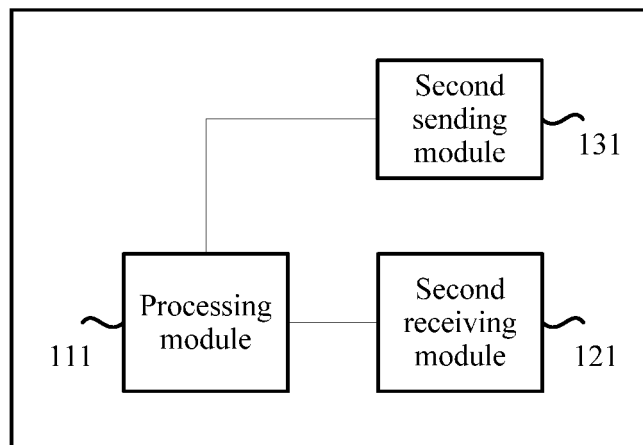 Second
sending
module
131
Processing
module
111
Second
receiving
module
121